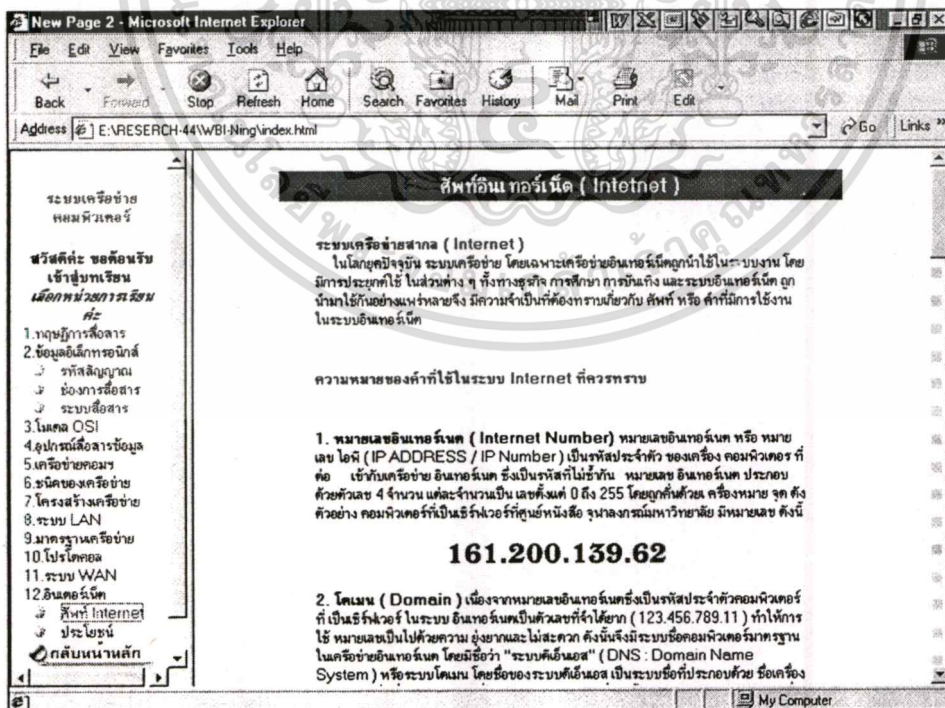 New Page 2 - Microsoft Internet Explorer
File Edit View Favorites Tools Help
Back Forward Stop Refresh Home Search Favorites History Mail Print Edit
Address E:\RESERCH-44\WBI-Ning\index.html Go Links »
ระบบเครือข่าย
คอมพิวเตอร์
สวัสดีค่ะ ขอต้อนรับ
เข้าสู่บทเรียน
เลือกหน่วยการเรียน
ค่ะ
1.ทฤษฎีการสื่อสาร
2.ข้อมูลอิเล็กทรอนิกส์
รหัสสัญญาณ
ช่องการสื่อสาร
ระบบสื่อสาร
3.โมเดล OSI
4.อุปกรณ์สื่อสารข้อมูล
5.เครือข่ายคอมฯ
6.ชนิดของเครือข่าย
7.โครงสร้างเครือข่าย
8.ระบบ LAN
9.มาตรฐานเครือข่าย
10.โปรโตคอล
11.ระบบ WAN
12.อินเตอร์เน็ต
ศัพท์ Internet
ประโยชน์
กลับหน้าหลัก
ศัพท์อินเทอร์เน็ต ( Intetnet )
ระบบเครือข่ายสากล ( Internet )
ในโลกยุคปัจจุบัน ระบบเครือข่าย โดยเฉพาะเครือข่ายอินเทอร์เน็ตถูกนำใช้ในระบบงาน โดย
มีการประยุกต์ใช้ ในส่วนต่าง ๆ ทั้งทางธุรกิจ การศึกษา การบันเทิง และระบบอินเทอร์เน็ต ถูก
นำมาใช้กันอย่างแพร่หลายจึง มีความจำเป็นที่ต้องทราบเกี่ยวกับ ศัพท์ หรือ คำที่มีการใช้งาน
ในระบบอินเทอร์เน็ต
ความหมายของคำที่ใช้ในระบบ Internet ที่ควรทราบ
1. หมายเลขอินเทอร์เนต ( Internet Number) หมายเลขอินเทอร์เนต หรือ หมาย
เลข ไอพี ( IP ADDRESS / IP Number ) เป็นรหัสประจำตัว ของเครื่อง คอมพิวเตอร์ ที่
ต่อ เข้ากับเครือข่าย อินเทอร์เนต ซึ่งเป็นรหัสที่ไม่ซ้ำกัน หมายเลข อินเทอร์เนต ประกอบ
ด้วยตัวเลข 4 จำนวน แต่ละจำนวนเป็น เลขตั้งแต่ 0 ถึง 255 โดยถูกคั่นด้วยเ ครื่องหมาย จุด ดัง
ตัวอย่าง คอมพิวเตอร์ที่เป็นเซิร์ฟเวอร์ที่ศูนย์หนังสือ จุฬาลงกรณ์มหาวิทยาลัย มีหมายเลข ดังนี้
161.200.139.62
2. โดเมน ( Domain ) เนื่องจากหมายเลขอินเทอร์เนตซึ่งเป็นรหัสประจำตัวคอมพิวเตอร์
ที่ เป็นเซิร์ฟเวอร์ ในระบบ อินเทอร์เนตเป็นตัวเลขที่จำได้ยาก ( 123.456.789.11 ) ทำให้การ
ใช้ หมายเลขเป็นไปด้วยความ ยุ่งยากและไม่สะดวก ดังนั้นจึงมีระบบชื่อคอมพิวเตอร์มาตรฐาน
ในเครือข่ายอินเทอร์เนต โดยมีชื่อว่า "ระบบดีเอ็นเอส" ( DNS : Domain Name
System ) หรือระบบโดเมน โดยชื่อของระบบดีเอ็นเอส เป็นระบบชื่อที่ประกอบด้วย ชื่อเครื่อง
My Computer